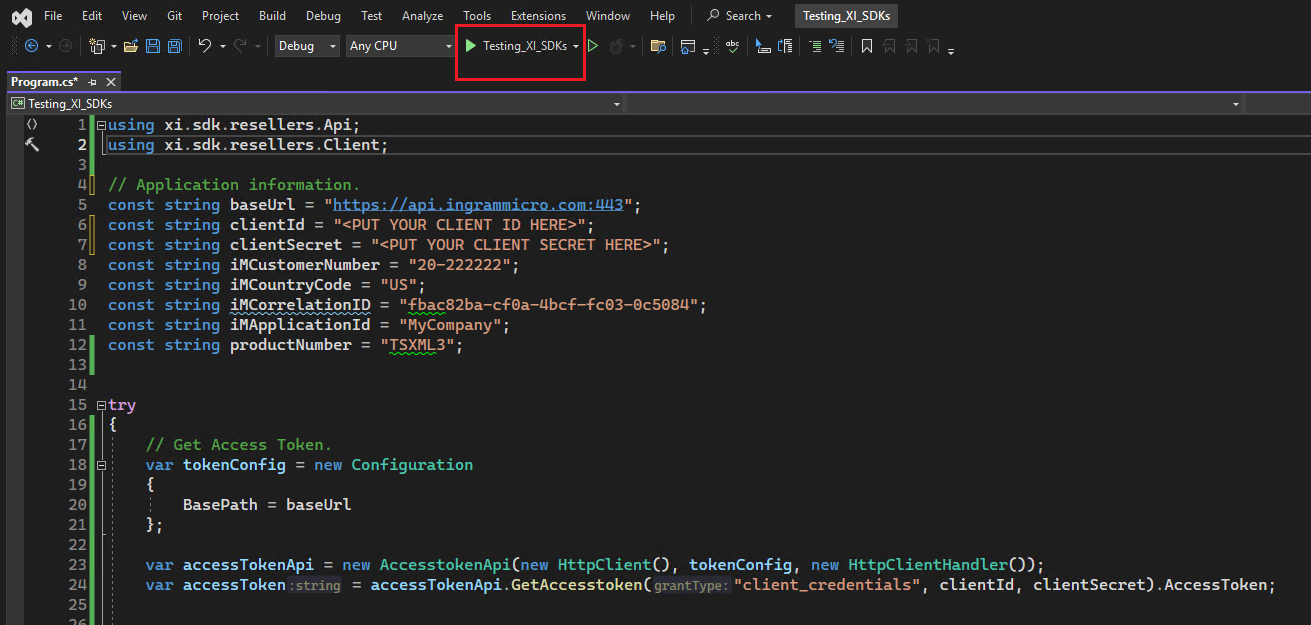 File Edit View Git Project Build Debug Test Analyze Tools Extensions Window Help Search Testing_XI_SDKs
Debug Any CPU Testing_XI_SDKs abc
Program.cs*
C# Testing_XI_SDKs
1 using xi.sdk.resellers.Api;
2 using xi.sdk.resellers.Client;
3
4 // Application information.
5 const string baseUrl = "https://api.ingrammicro.com:443";
6 const string clientId = "<PUT YOUR CLIENT ID HERE>";
7 const string clientSecret = "<PUT YOUR CLIENT SECRET HERE>";
8 const string iMCustomerNumber = "20-222222";
9 const string iMCountryCode = "US";
10 const string iMCorrelationID = "fbac82ba-cf0a-4bcf-fc03-0c5084";
11 const string iMApplicationId = "MyCompany";
12 const string productNumber = "TSXML3";
13
14
15 try
16 {
17 // Get Access Token.
18 var tokenConfig = new Configuration
19 {
20 BasePath = baseUrl
21 };
22
23 var accessTokenApi = new AccesstokenApi(new HttpClient(), tokenConfig, new HttpClientHandler());
24 var accessToken :string = accessTokenApi.GetAccesstoken(grantType: "client_credentials", clientId, clientSecret).AccessToken;
25
26